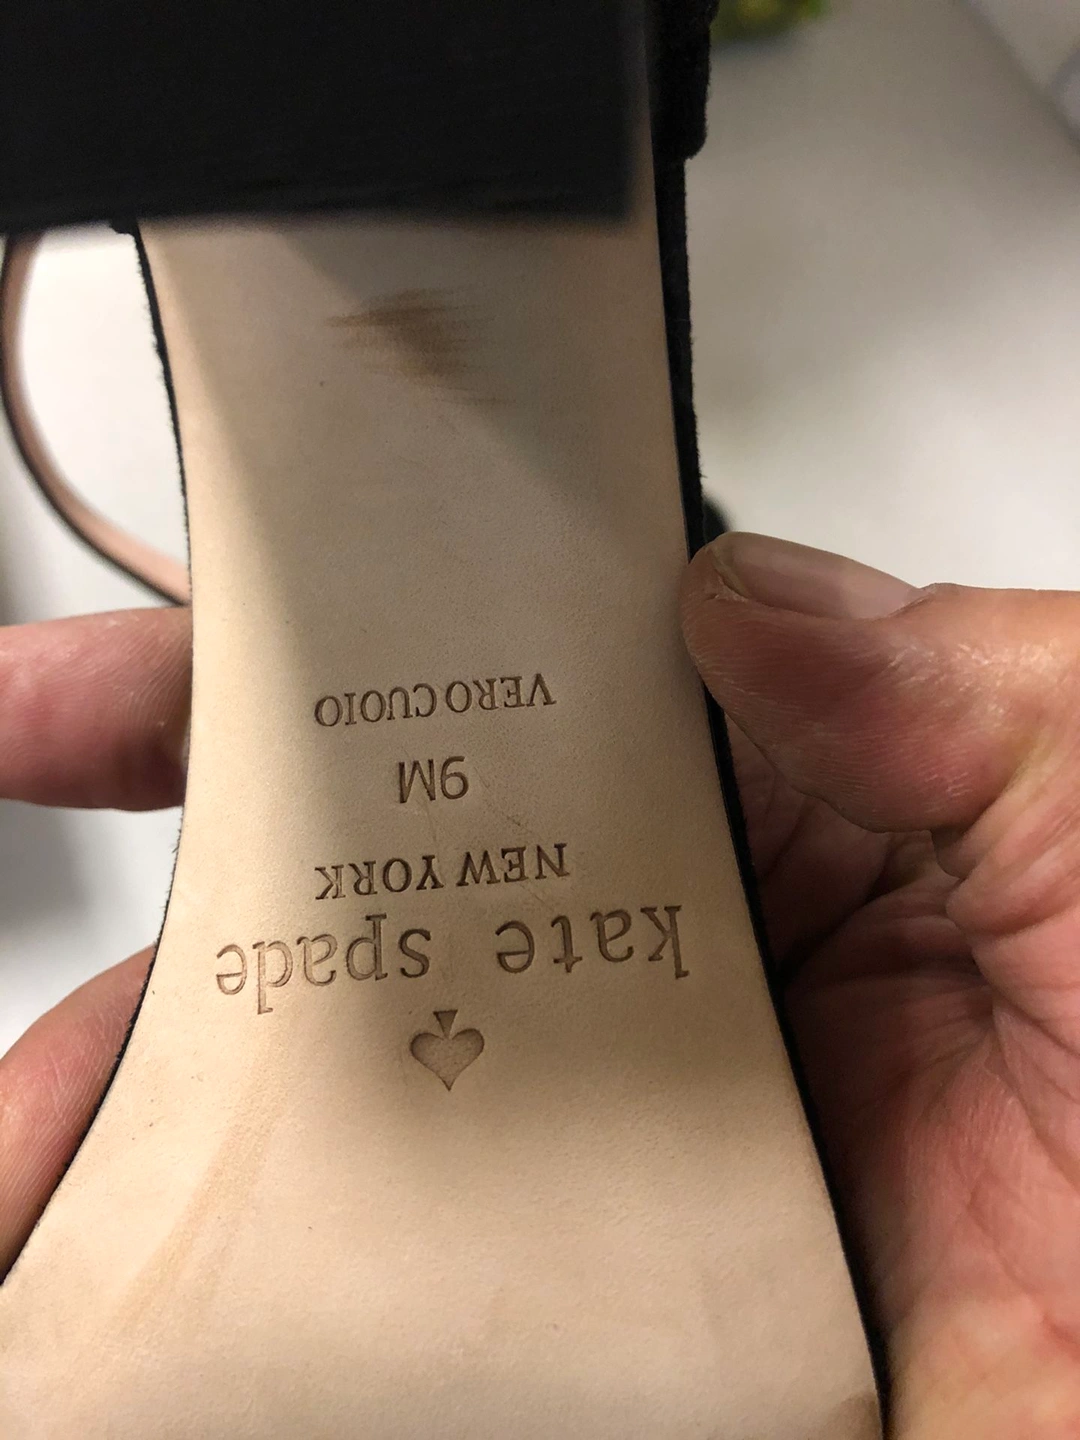 kate spade
NEW YORK
9M
VERO CUOIO